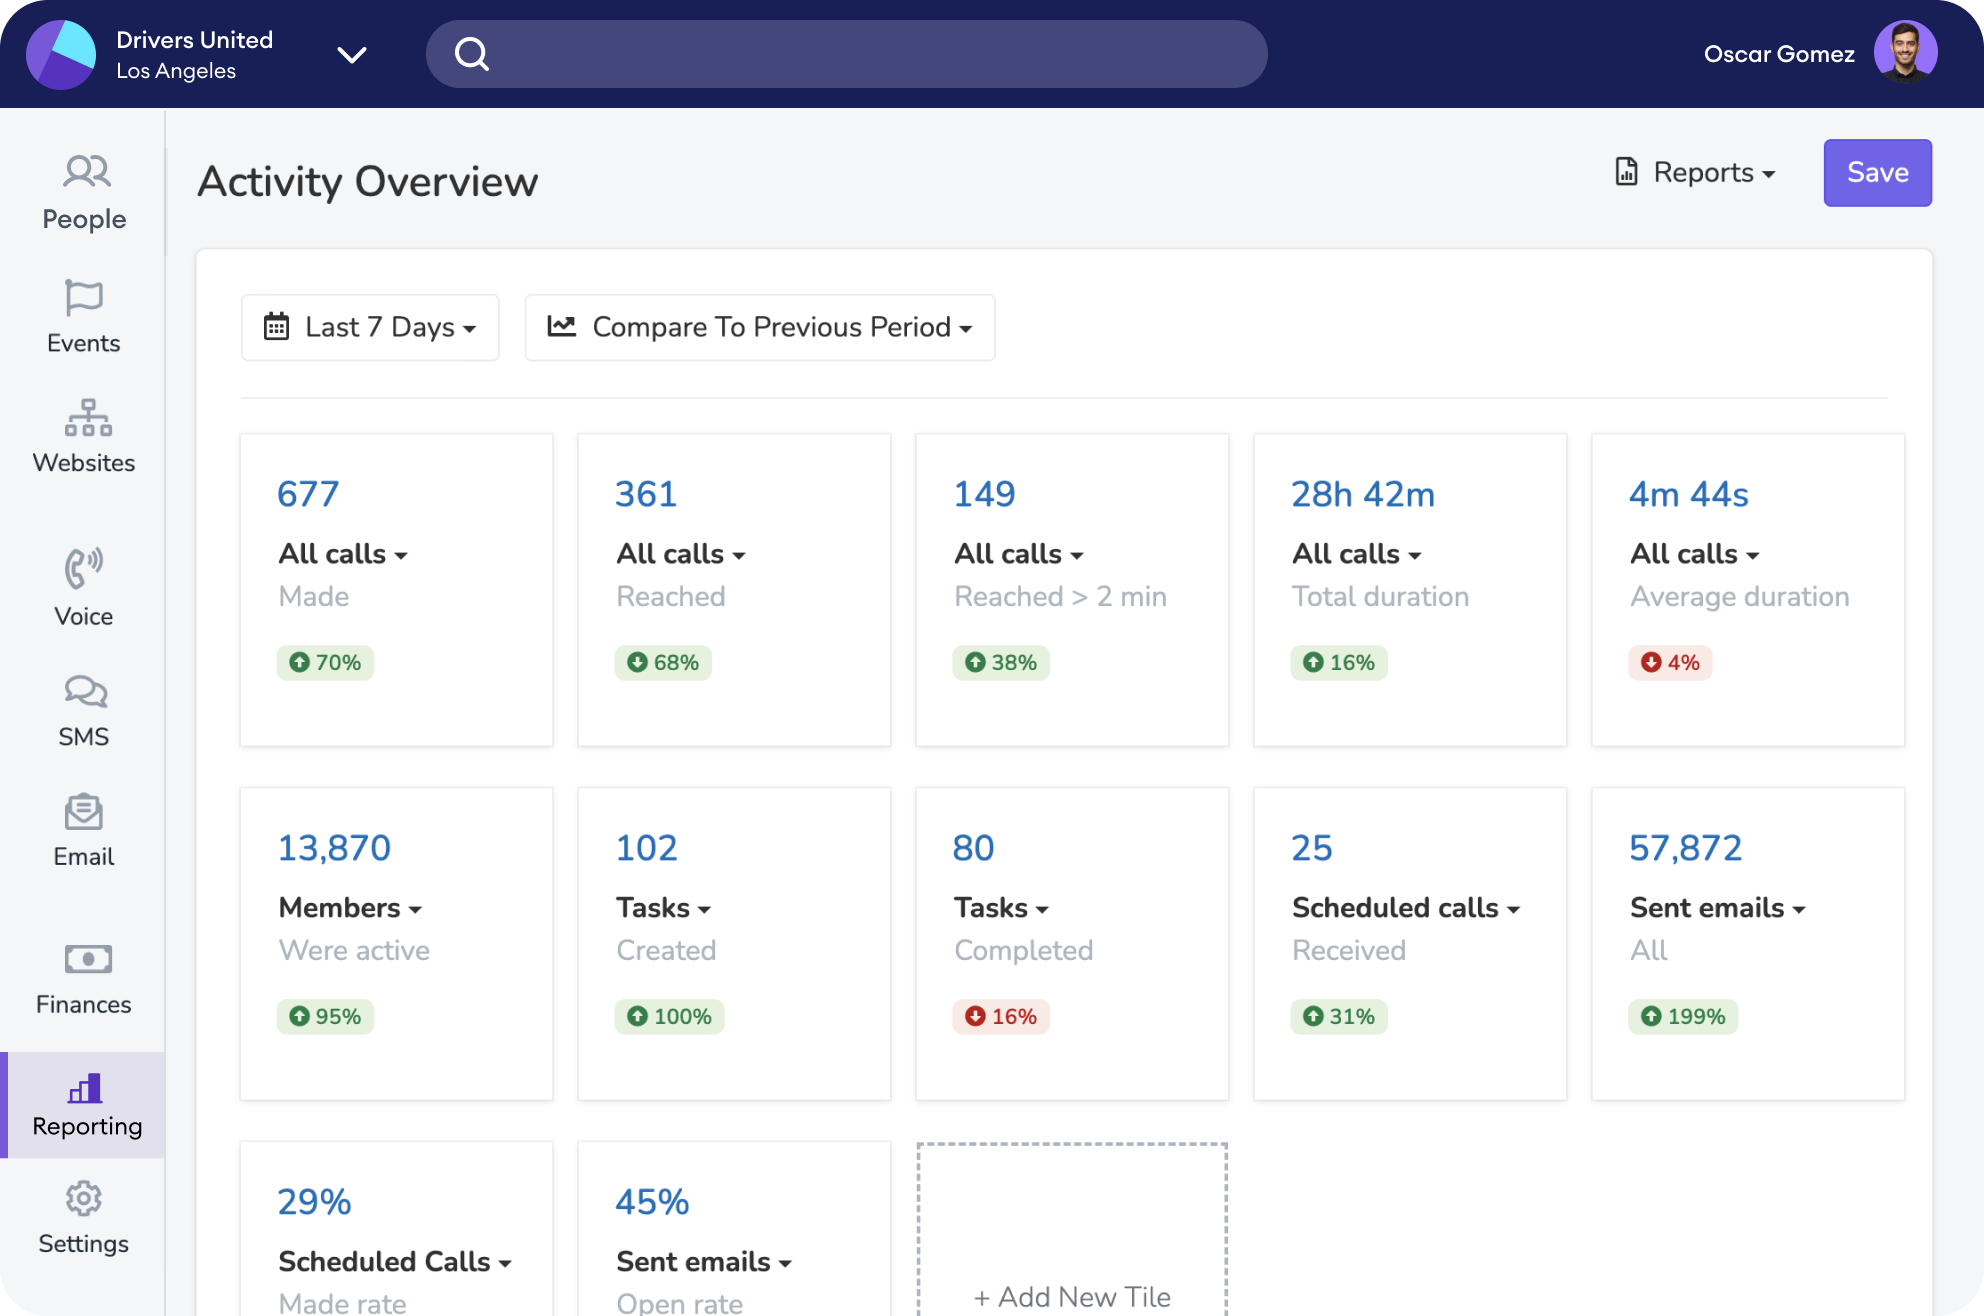 Drivers United
Los Angeles
Oscar Gomez
People
Events
Websites
Voice
SMS
Email
Finances
Reporting
Settings
Activity Overview
Reports
Save
Last 7 Days
Compare To Previous Period
677
All calls
Made
70%
361
All calls
Reached
68%
149
All calls
Reached > 2 min
38%
28h 42m
All calls
Total duration
16%
4m 44s
All calls
Average duration
4%
13,870
Members
Were active
95%
102
Tasks
Created
100%
80
Tasks
Completed
16%
25
Scheduled calls
Received
31%
57,872
Sent emails
All
199%
29%
Scheduled Calls
Made rate
45%
Sent emails
Open rate
+ Add New Tile